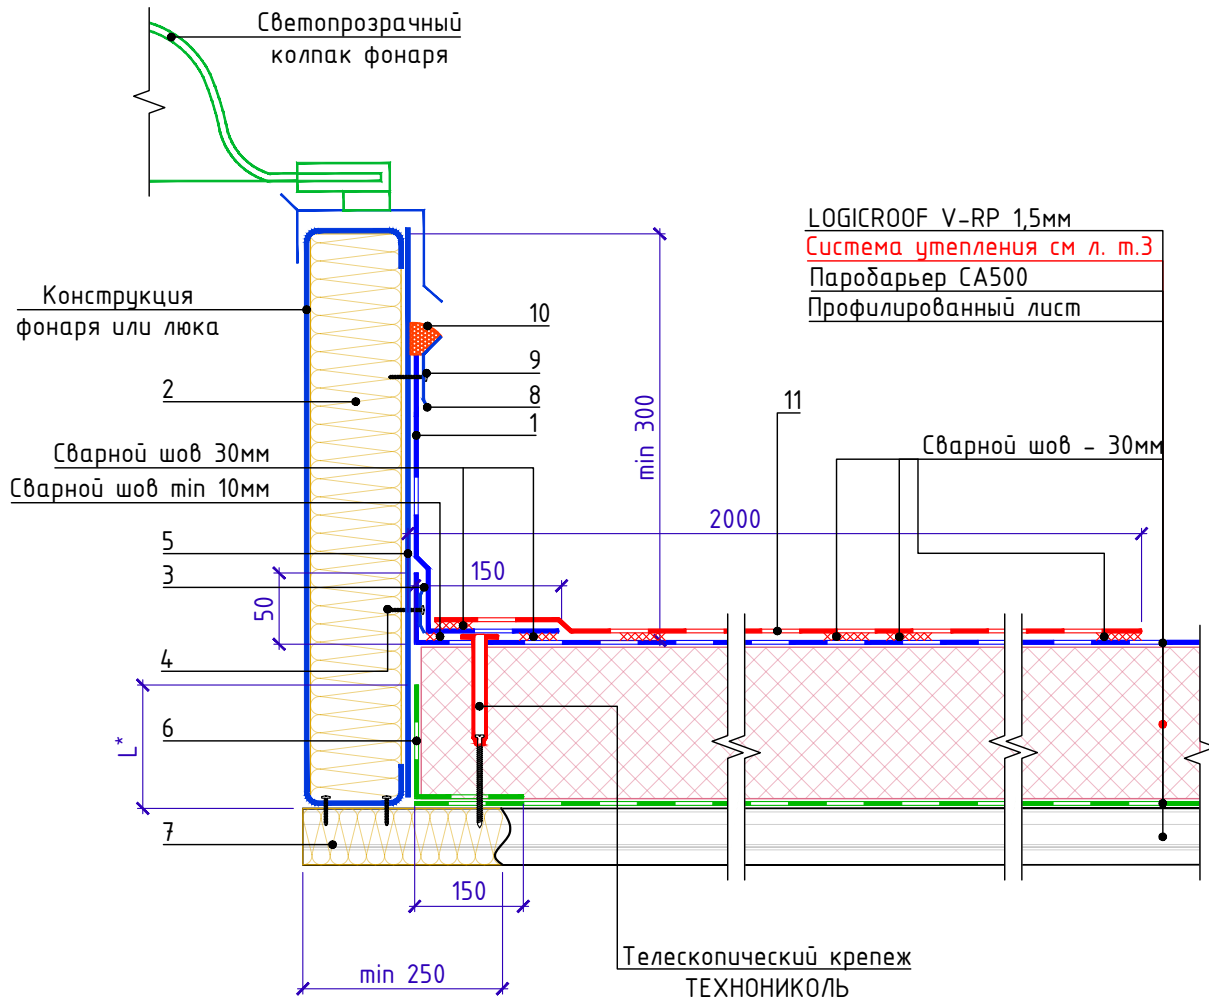 Светопрозрачный
колпак фонаря
LOGICROOF V-RP 1,5мм
Система утепления см л. т.3
Паробарьер СА500
Профилированный лист
Конструкция
фонаря или люка
10
9
8
1
2
11
min 300
Сварной шов 30мм
Сварной шов - 30мм
Сварной шов min 10мм
2000
5
3
150
50
4
6
L*
7
150
min 250
Телескопический крепеж
ТЕХНОНИКОЛЬ